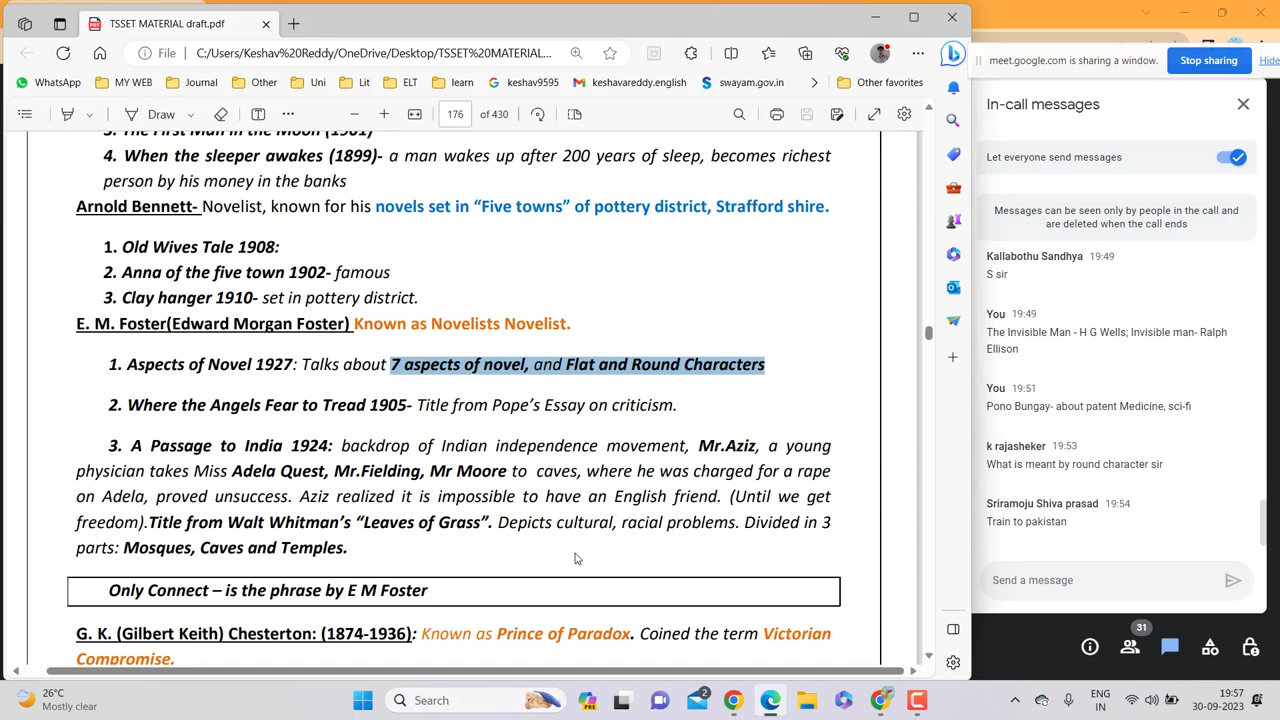 TSSET MATERIAL draft.pdf
File
C:/Users/Keshav%20Reddy/OneDrive/Desktop/TSSET%20MATERIAL...
WhatsApp
MY WEB
Journal
Other
Uni
Lit
ELT
learn
keshav9595
keshavareddy.english
swayam.gov.in
Other favorites
Draw
176 of 430
3. The First Man in the Moon (1901)
4. When the sleeper awakes (1899)- a man wakes up after 200 years of sleep, becomes richest
person by his money in the banks
Arnold Bennett- Novelist, known for his novels set in “Five towns” of pottery district, Strafford shire.
1. Old Wives Tale 1908:
2. Anna of the five town 1902- famous
3. Clay hanger 1910- set in pottery district.
E. M. Foster(Edward Morgan Foster) Known as Novelists Novelist.
1. Aspects of Novel 1927: Talks about 7 aspects of novel, and Flat and Round Characters
2. Where the Angels Fear to Tread 1905- Title from Pope’s Essay on criticism.
3. A Passage to India 1924: backdrop of Indian independence movement, Mr.Aziz, a young
physician takes Miss Adela Quest, Mr.Fielding, Mr Moore to caves, where he was charged for a rape
on Adela, proved unsuccess. Aziz realized it is impossible to have an English friend. (Until we get
freedom).Title from Walt Whitman’s “Leaves of Grass”. Depicts cultural, racial problems. Divided in 3
parts: Mosques, Caves and Temples.
Only Connect – is the phrase by E M Foster
G. K. (Gilbert Keith) Chesterton: (1874-1936): Known as Prince of Paradox. Coined the term Victorian
Compromise.
meet.google.com is sharing a window.
Stop sharing
Hide
In-call messages
Let everyone send messages
Messages can be seen only by people in the call and
are deleted when the call ends
Kallabothu Sandhya 19:49
S sir
You 19:49
The Invisible Man - H G Wells; Invisible man- Ralph
Ellison
You 19:51
Pono Bungay- about patent Medicine, sci-fi
k rajasheker 19:53
What is meant by round character sir
Sriramoju Shiva prasad 19:54
Train to pakistan
Send a message
31
26°C
Mostly clear
Search
PRE
2
ENG
IN
19:57
30-09-2023